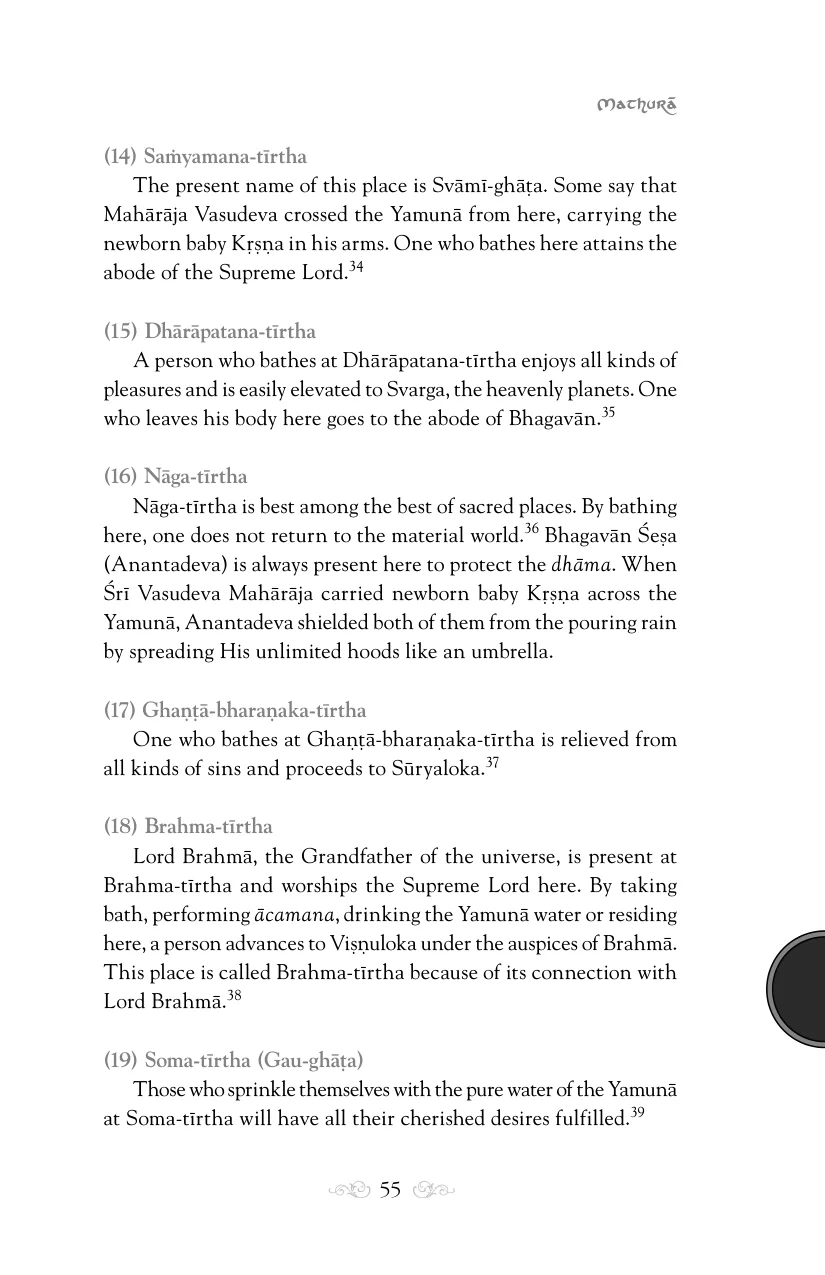 Mathurā
(14) Saṁyamana-tīrtha
The present name of this place is Svāmī-ghāṭa. Some say that
Mahārāja Vasudeva crossed the Yamunā from here, carrying the
newborn baby Kṛṣṇa in his arms. One who bathes here attains the
abode of the Supreme Lord.34
(15) Dhārāpatana-tīrtha
A person who bathes at Dhārāpatana-tīrtha enjoys all kinds of
pleasures and is easily elevated to Svarga, the heavenly planets. One
who leaves his body here goes to the abode of Bhagavān.35
(16) Nāga-tīrtha
Nāga-tīrtha is best among the best of sacred places. By bathing
here, one does not return to the material world.36 Bhagavān Śeṣa
(Anantadeva) is always present here to protect the dhāma. When
Śrī Vasudeva Mahārāja carried newborn baby Kṛṣṇa across the
Yamunā, Anantadeva shielded both of them from the pouring rain
by spreading His unlimited hoods like an umbrella.
(17) Ghaṇṭā-bharaṇaka-tīrtha
One who bathes at Ghaṇṭā-bharaṇaka-tīrtha is relieved from
all kinds of sins and proceeds to Sūryaloka.37
(18) Brahma-tīrtha
Lord Brahmā, the Grandfather of the universe, is present at
Brahma-tīrtha and worships the Supreme Lord here. By taking
bath, performing ācamana, drinking the Yamunā water or residing
here, a person advances to Viṣṇuloka under the auspices of Brahmā.
This place is called Brahma-tīrtha because of its connection with
Lord Brahmā.38
(19) Soma-tīrtha (Gau-ghāṭa)
Those who sprinkle themselves with the pure water of the Yamunā
at Soma-tīrtha will have all their cherished desires fulfilled.39
55